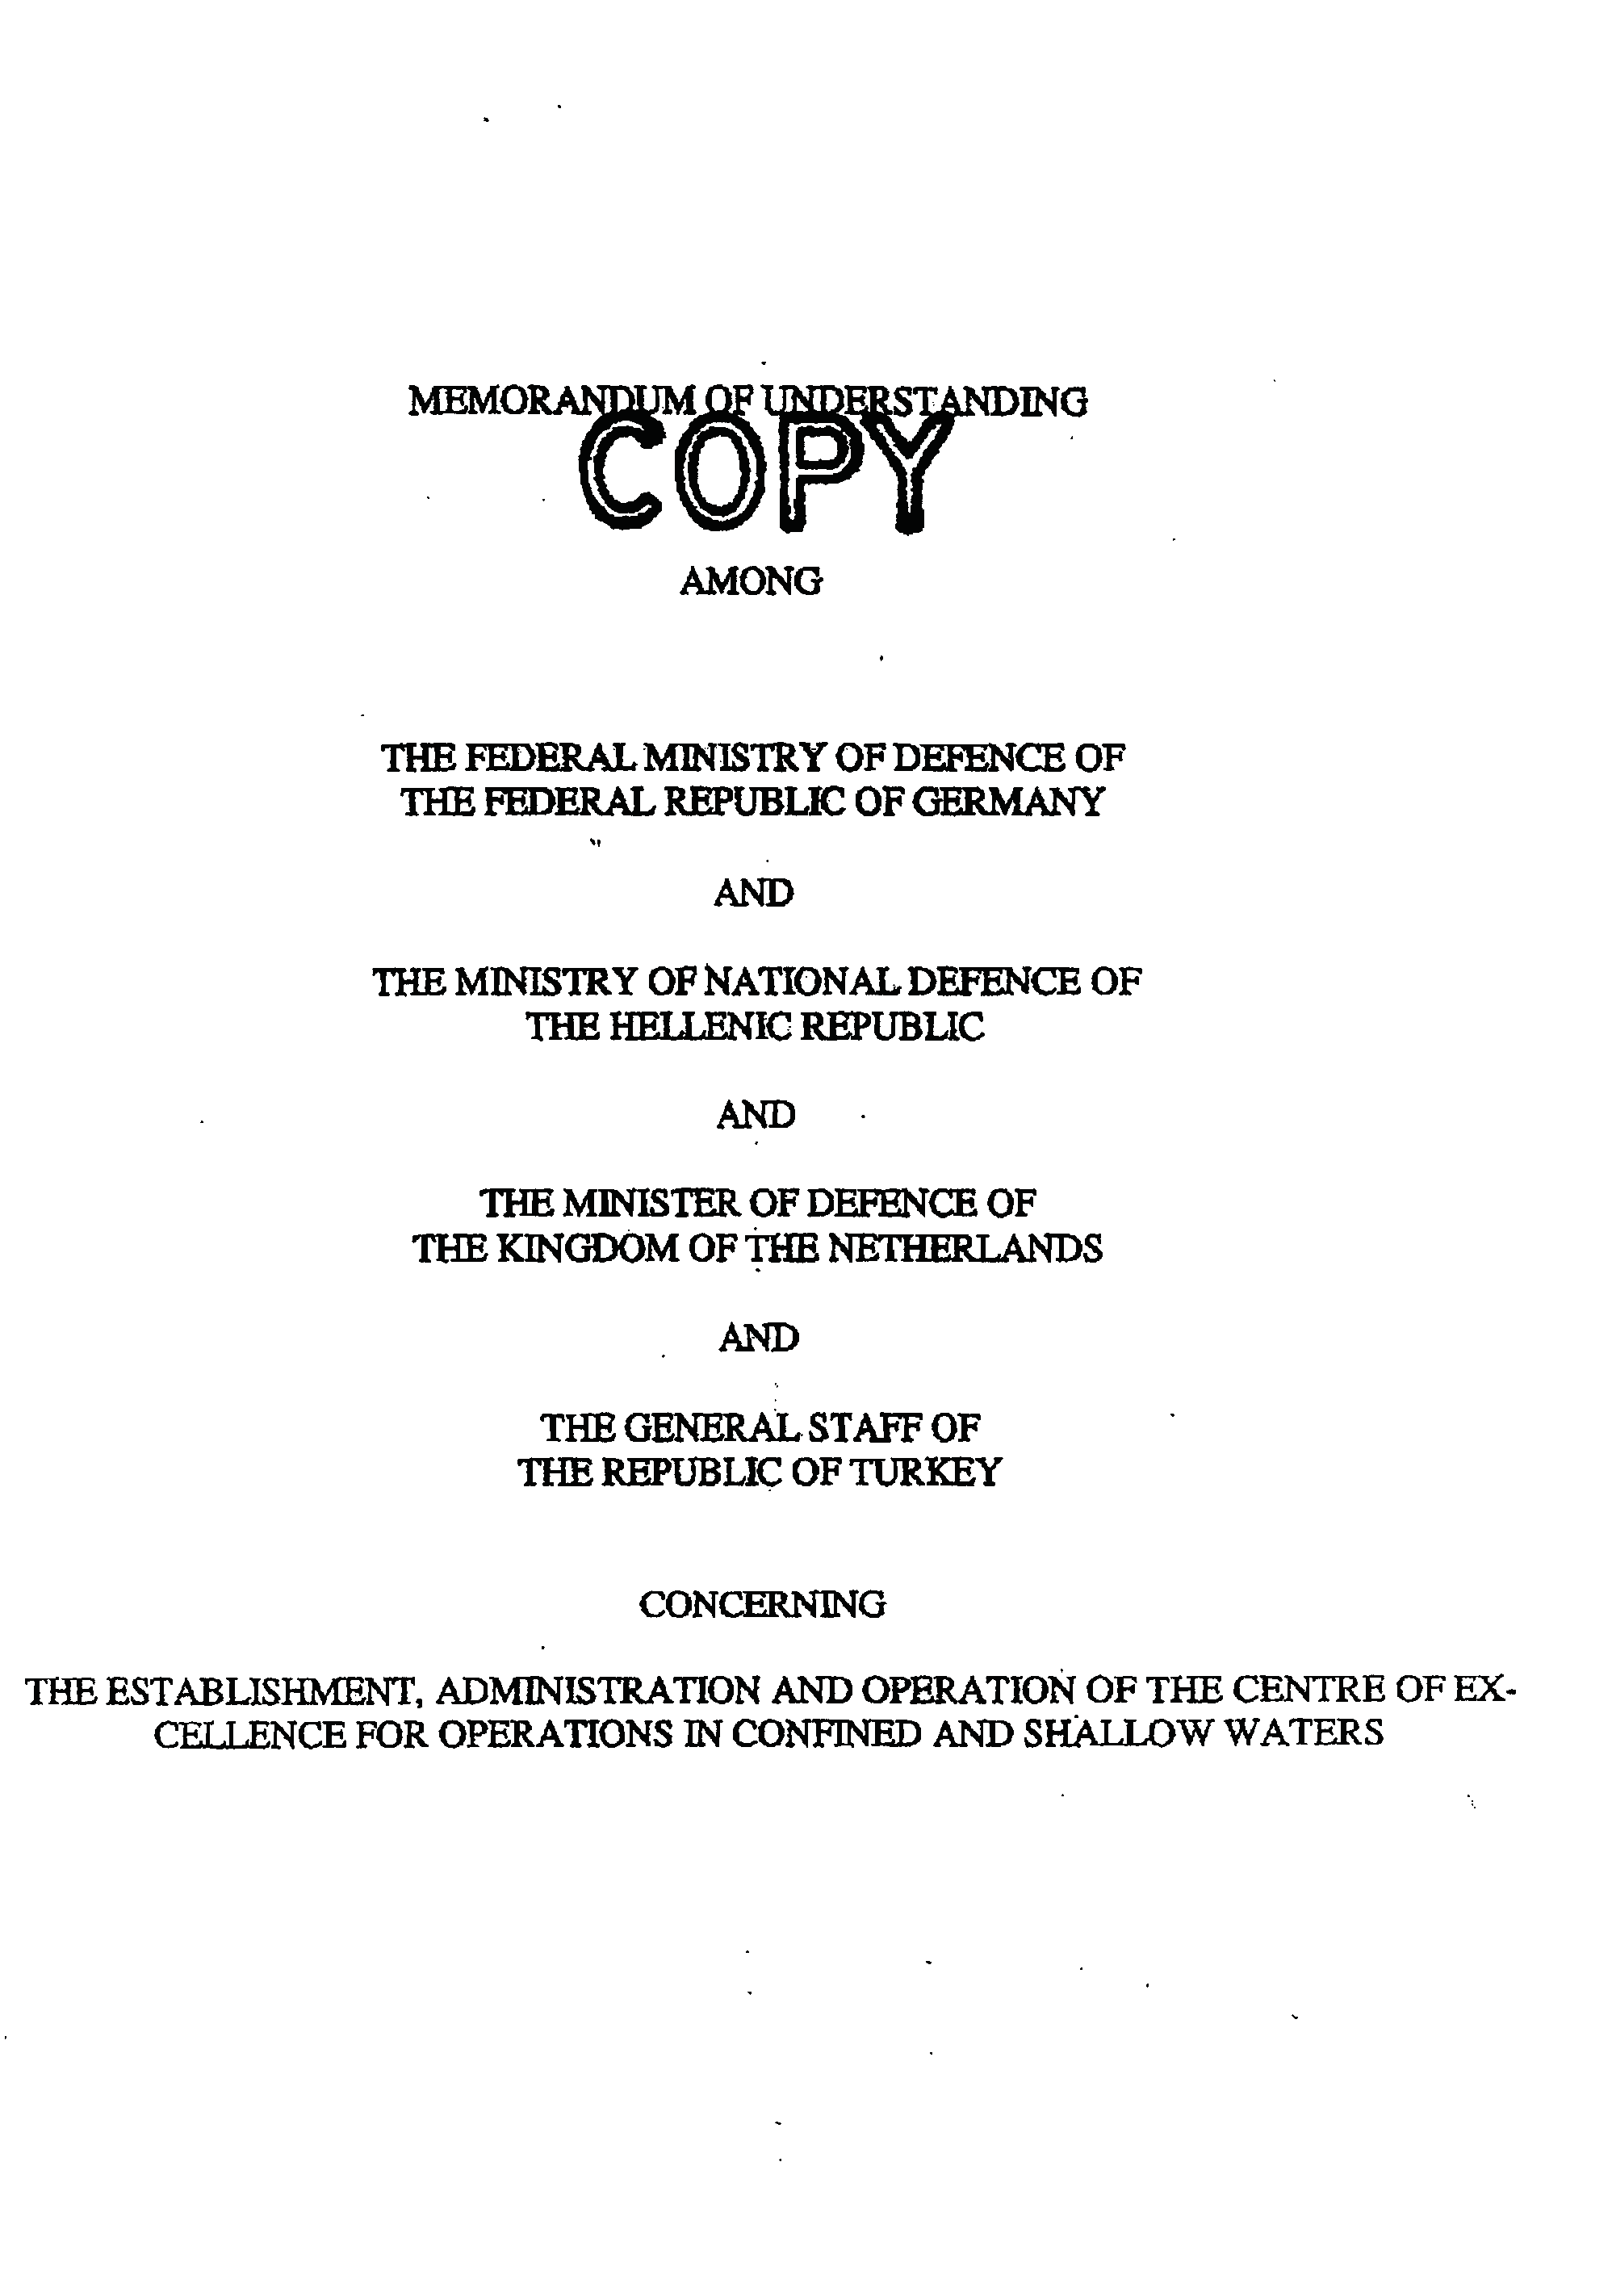 MEMORANDUM OF UNDERSTANDING
COPY
AMONG
THE FEDERAL MINISTRY OF DEFENCE OF
THE FEDERAL REPUBLIC OF GERMANY
AND
THE MINISTRY OF NATIONAL DEFENCE OF
THE HELLENIC REPUBLIC
AND
THE MINISTER OF DEFENCE OF
THE KINGDOM OF THE NETHERLANDS
AND
THE GENERAL STAFF OF
THE REPUBLIC OF TURKEY
CONCERNING
THE ESTABLISHMENT, ADMINISTRATION AND OPERATION OF THE CENTRE OF EX-
CELLENCE FOR OPERATIONS IN CONFINED AND SHALLOW WATERS